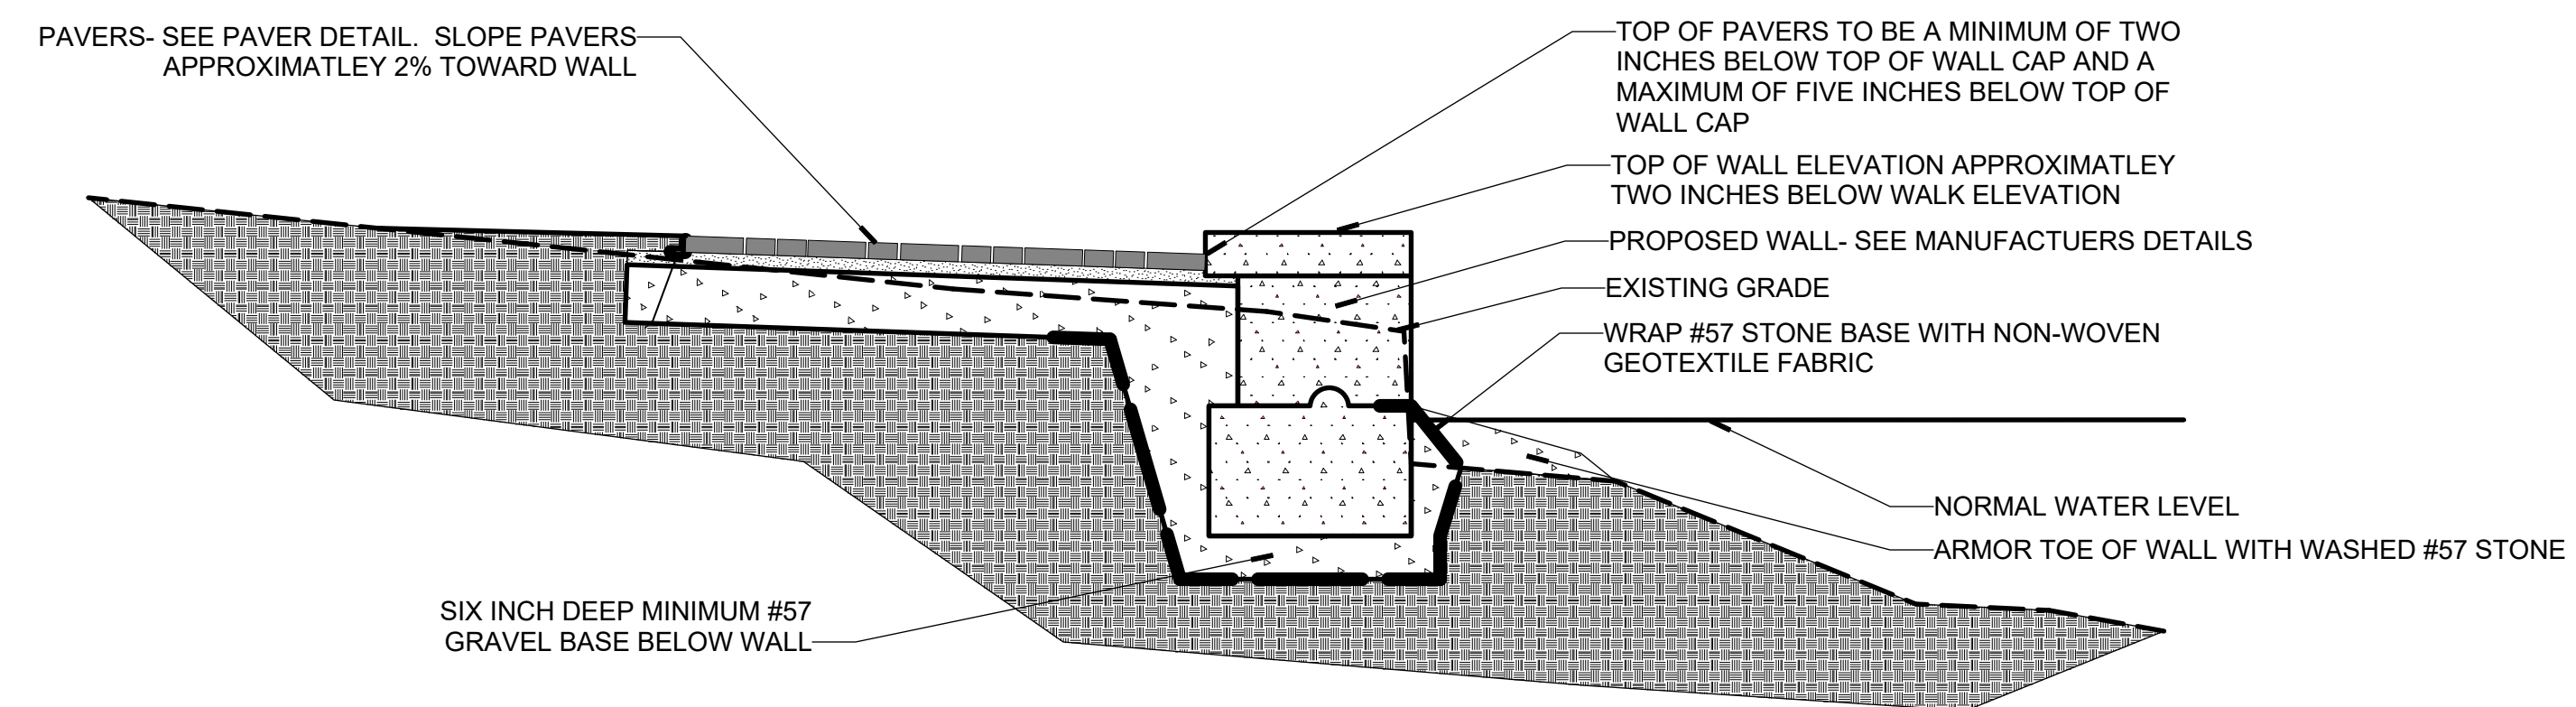 PAVERS- SEE PAVER DETAIL.  SLOPE PAVERS
APPROXIMATLEY 2% TOWARD WALL
TOP OF PAVERS TO BE A MINIMUM OF TWO
INCHES BELOW TOP OF WALL CAP AND A
MAXIMUM OF FIVE INCHES BELOW TOP OF
WALL CAP
TOP OF WALL ELEVATION APPROXIMATLEY
TWO INCHES BELOW WALK ELEVATION
PROPOSED WALL- SEE MANUFACTUERS DETAILS
EXISTING GRADE
WRAP #57 STONE BASE WITH NON-WOVEN
GEOTEXTILE FABRIC
NORMAL WATER LEVEL
ARMOR TOE OF WALL WITH WASHED #57 STONE
SIX INCH DEEP MINIMUM #57
GRAVEL BASE BELOW WALL